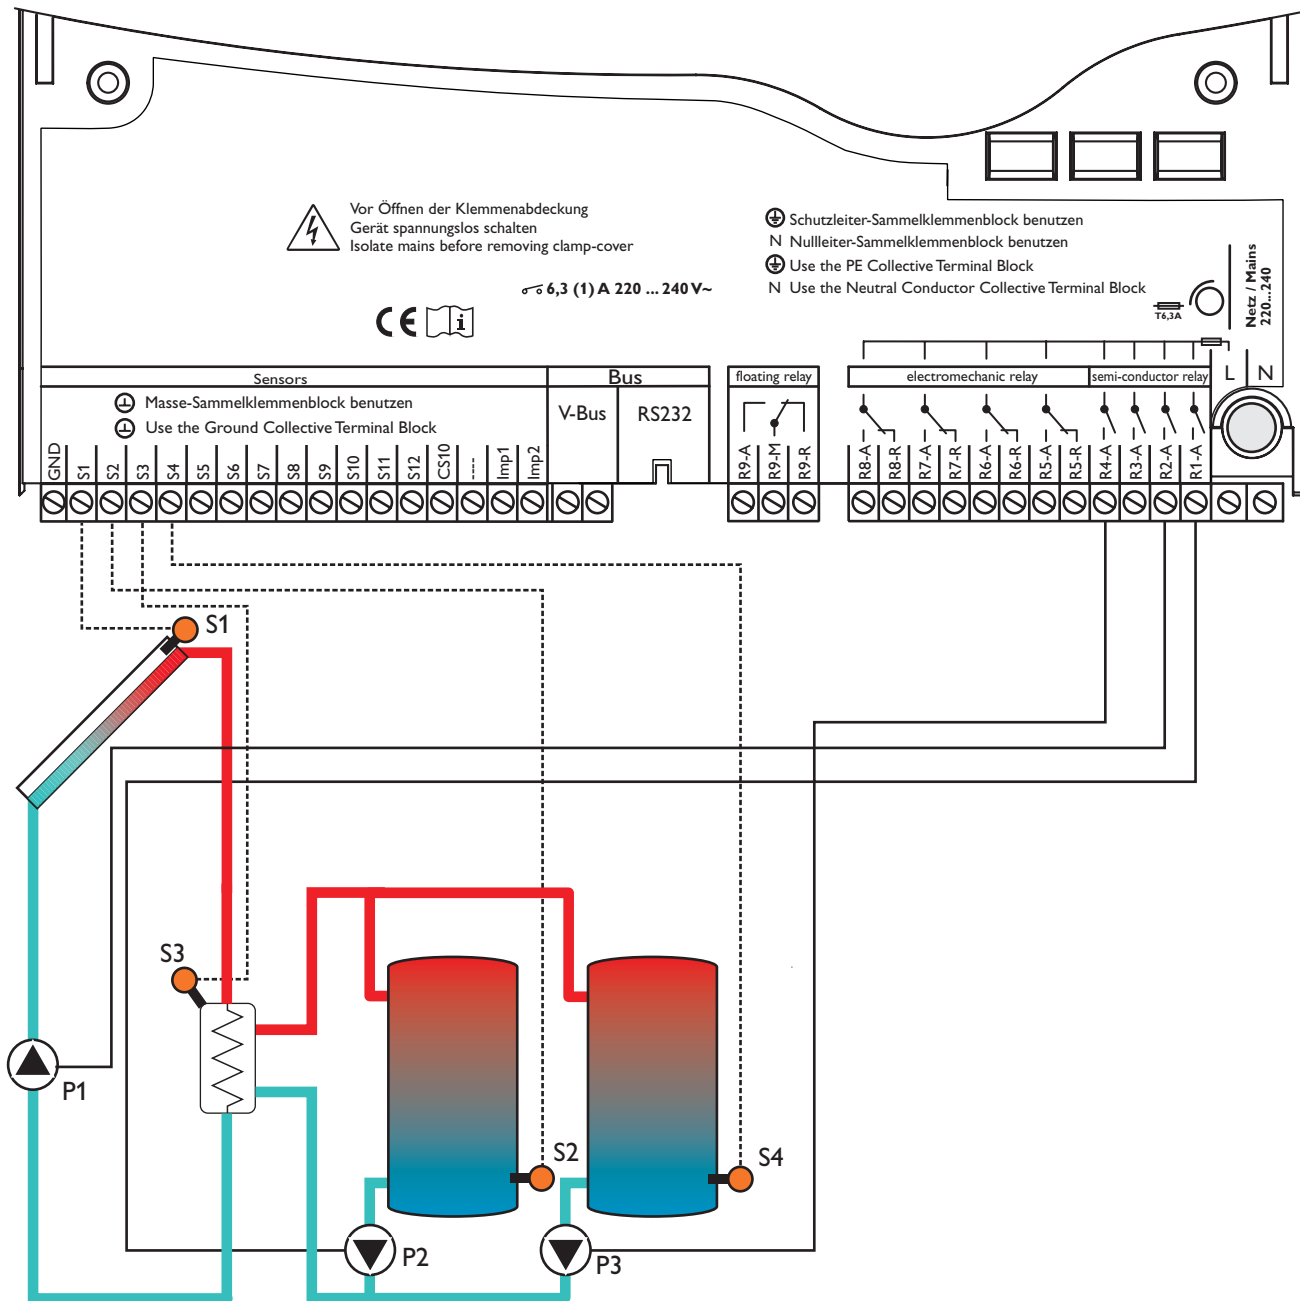 Vor Öffnen der Klemmenabdeckung
Gerät spannungslos schalten
Isolate mains before removing clamp-cover
6,3 (1) A 220 ... 240 V~
CE
i
Schutzleiter-Sammelklemmenblock benutzen
N Nullleiter-Sammelklemmenblock benutzen
Use the PE Collective Terminal Block
N Use the Neutral Conductor Collective Terminal Block
T6,3A
Netz / Mains
220...240
L N
Sensors
Masse-Sammelklemmenblock benutzen
Use the Ground Collective Terminal Block
Bus
V-Bus
RS232
floating relay
electromechanic relay
semi-conductor relay
GND
S1
S2
S3
S4
S5
S6
S7
S8
S9
S10
S11
S12
CS10
----
Imp1
Imp2
R9-A
R9-M
R9-R
R8-A
R8-R
R7-A
R7-R
R6-A
R6-R
R5-A
R5-R
R4-A
R3-A
R2-A
R1-A
S1
S3
P1
S2
S4
P2
P3